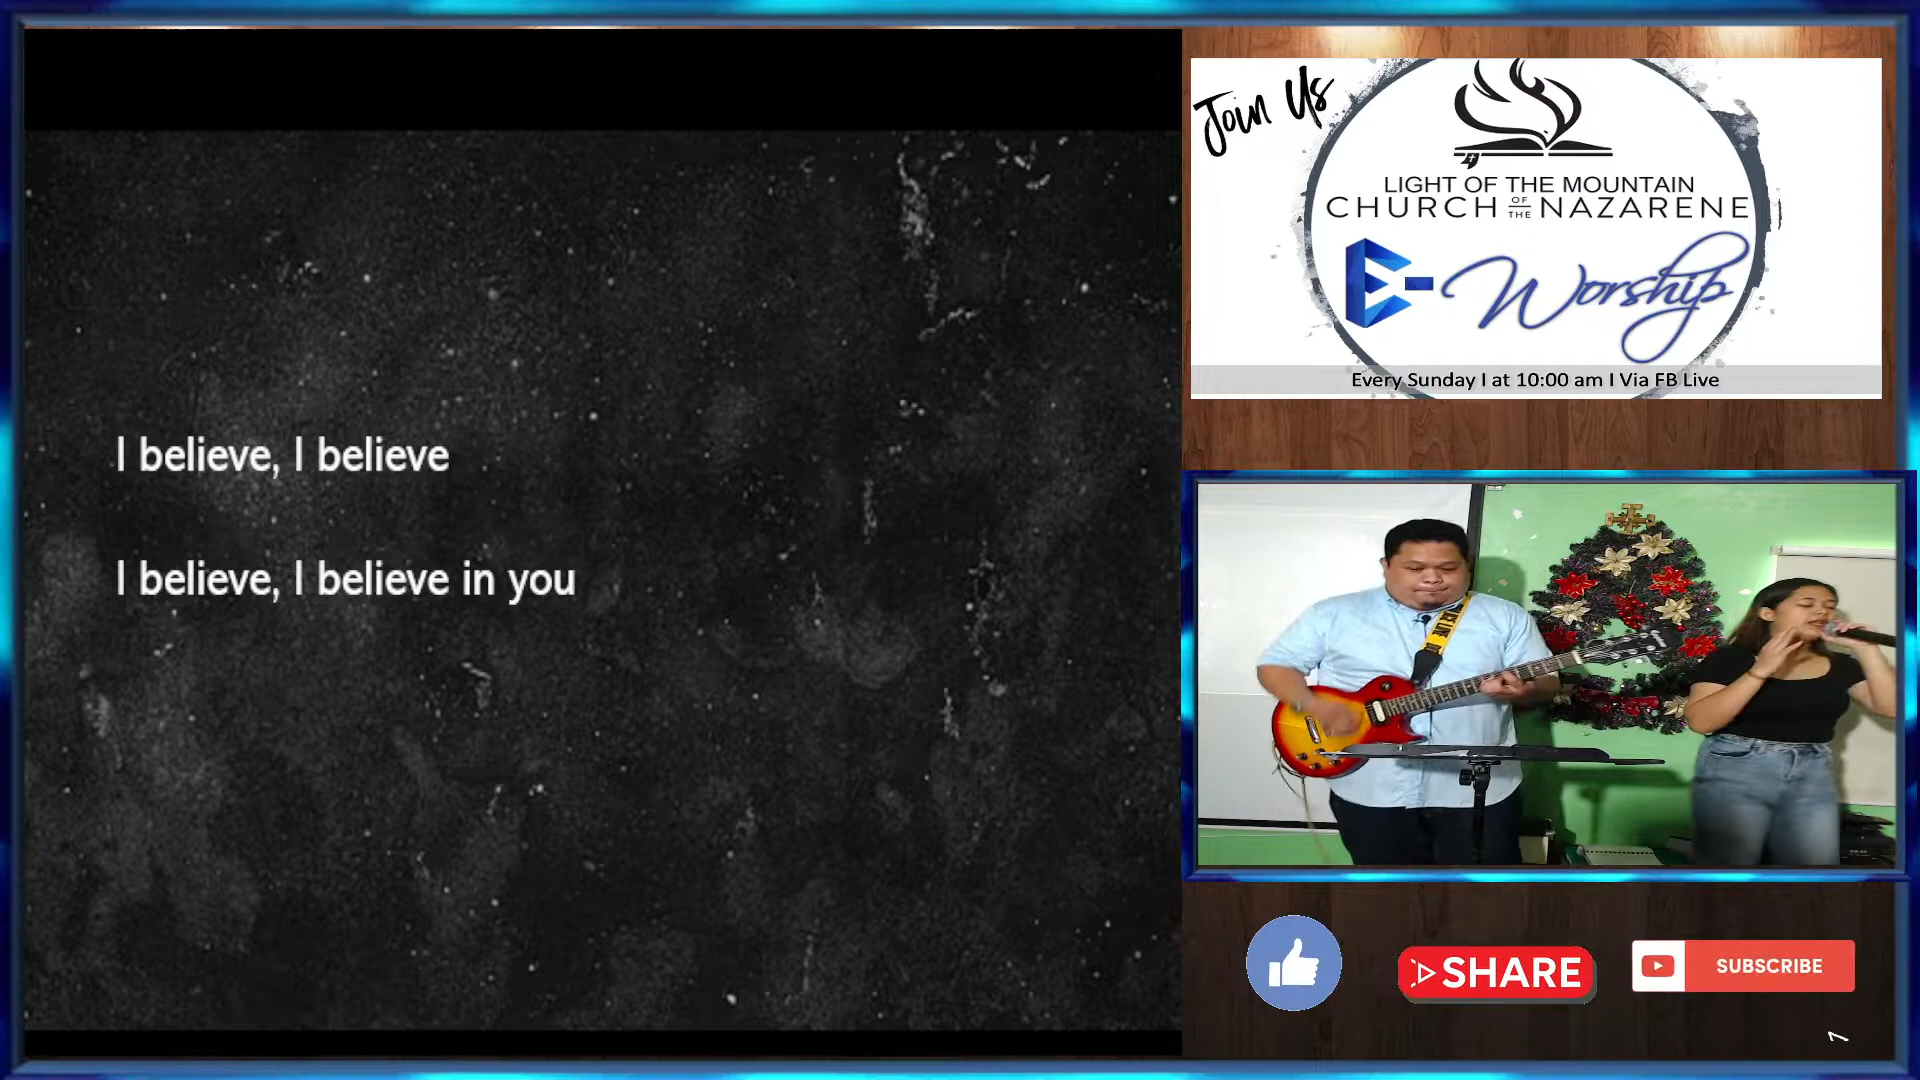 I believe, I believe
I believe, I believe in you
Join Us
LIGHT OF THE MOUNTAIN
CHURCH OF THE NAZARENE
E-Worship
Every Sunday I at 10:00 am I Via FB Live
SHARE
SUBSCRIBE